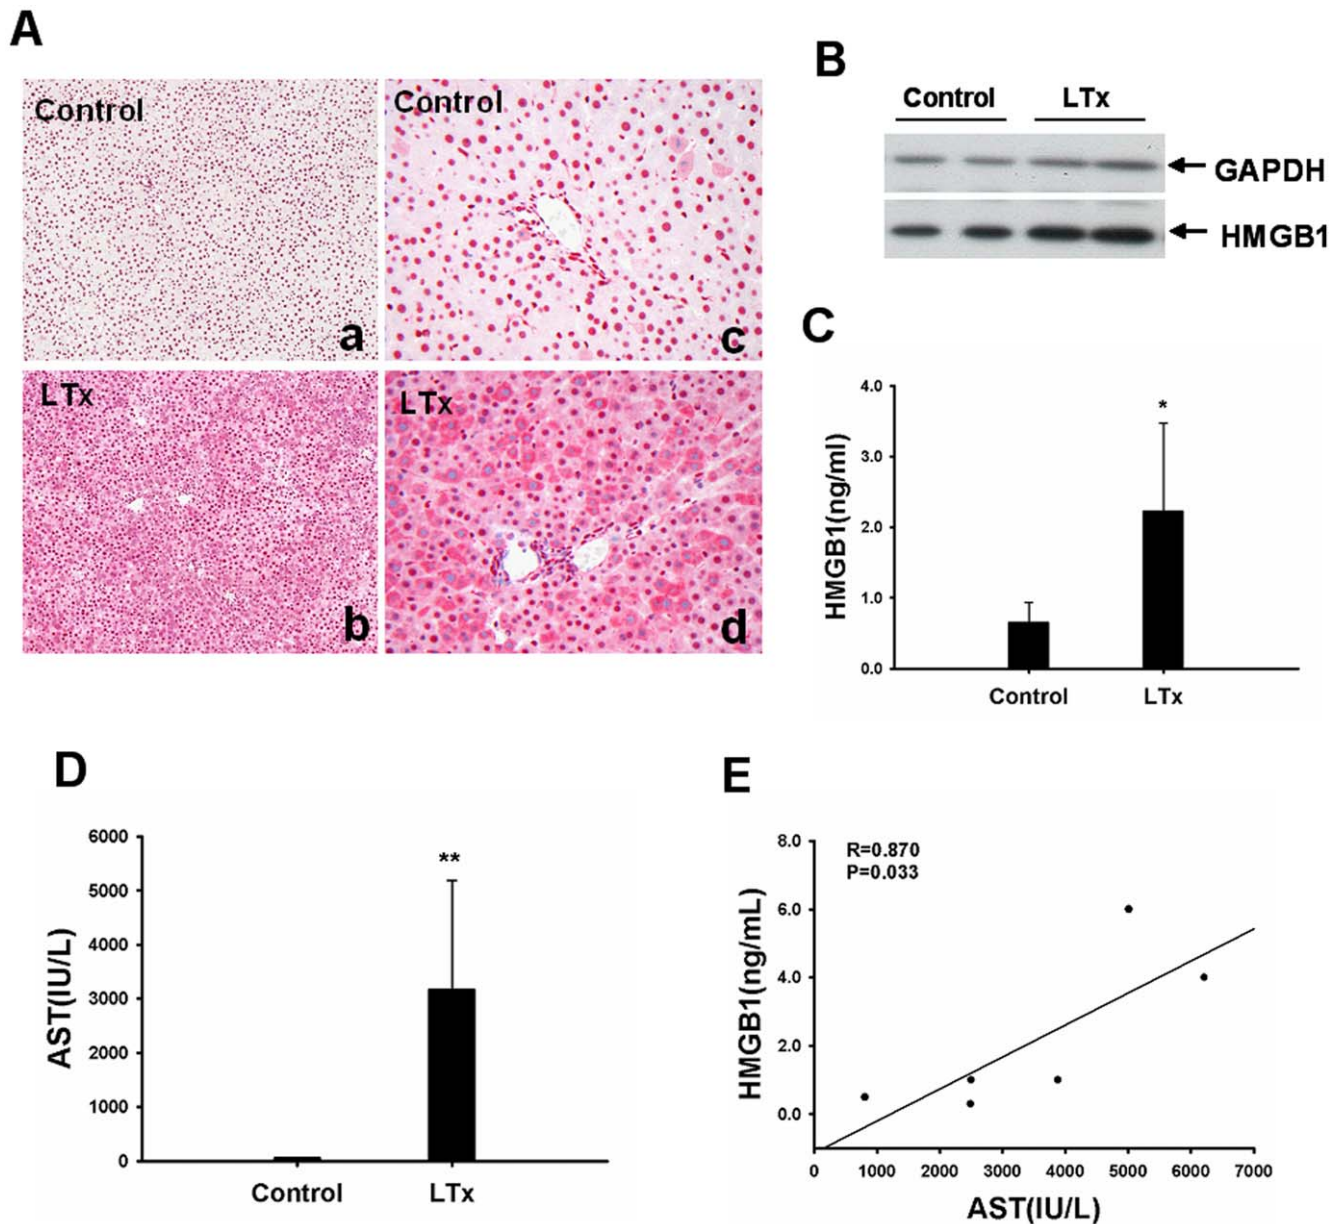 A
Control
a
Control
c
LTx
b
LTx
d
B
Control LTx
GAPDH
HMGB1
C
HMGB1(ng/ml)
4.0
3.0
2.0
1.0
0.0
*
Control LTx
D
AST(IU/L)
6000
5000
4000
3000
2000
1000
0
**
Control LTx
E
HMGB1(ng/mL)
8.0
6.0
4.0
2.0
0.0
R=0.870
P=0.033
0 1000 2000 3000 4000 5000 6000 7000
AST(IU/L)